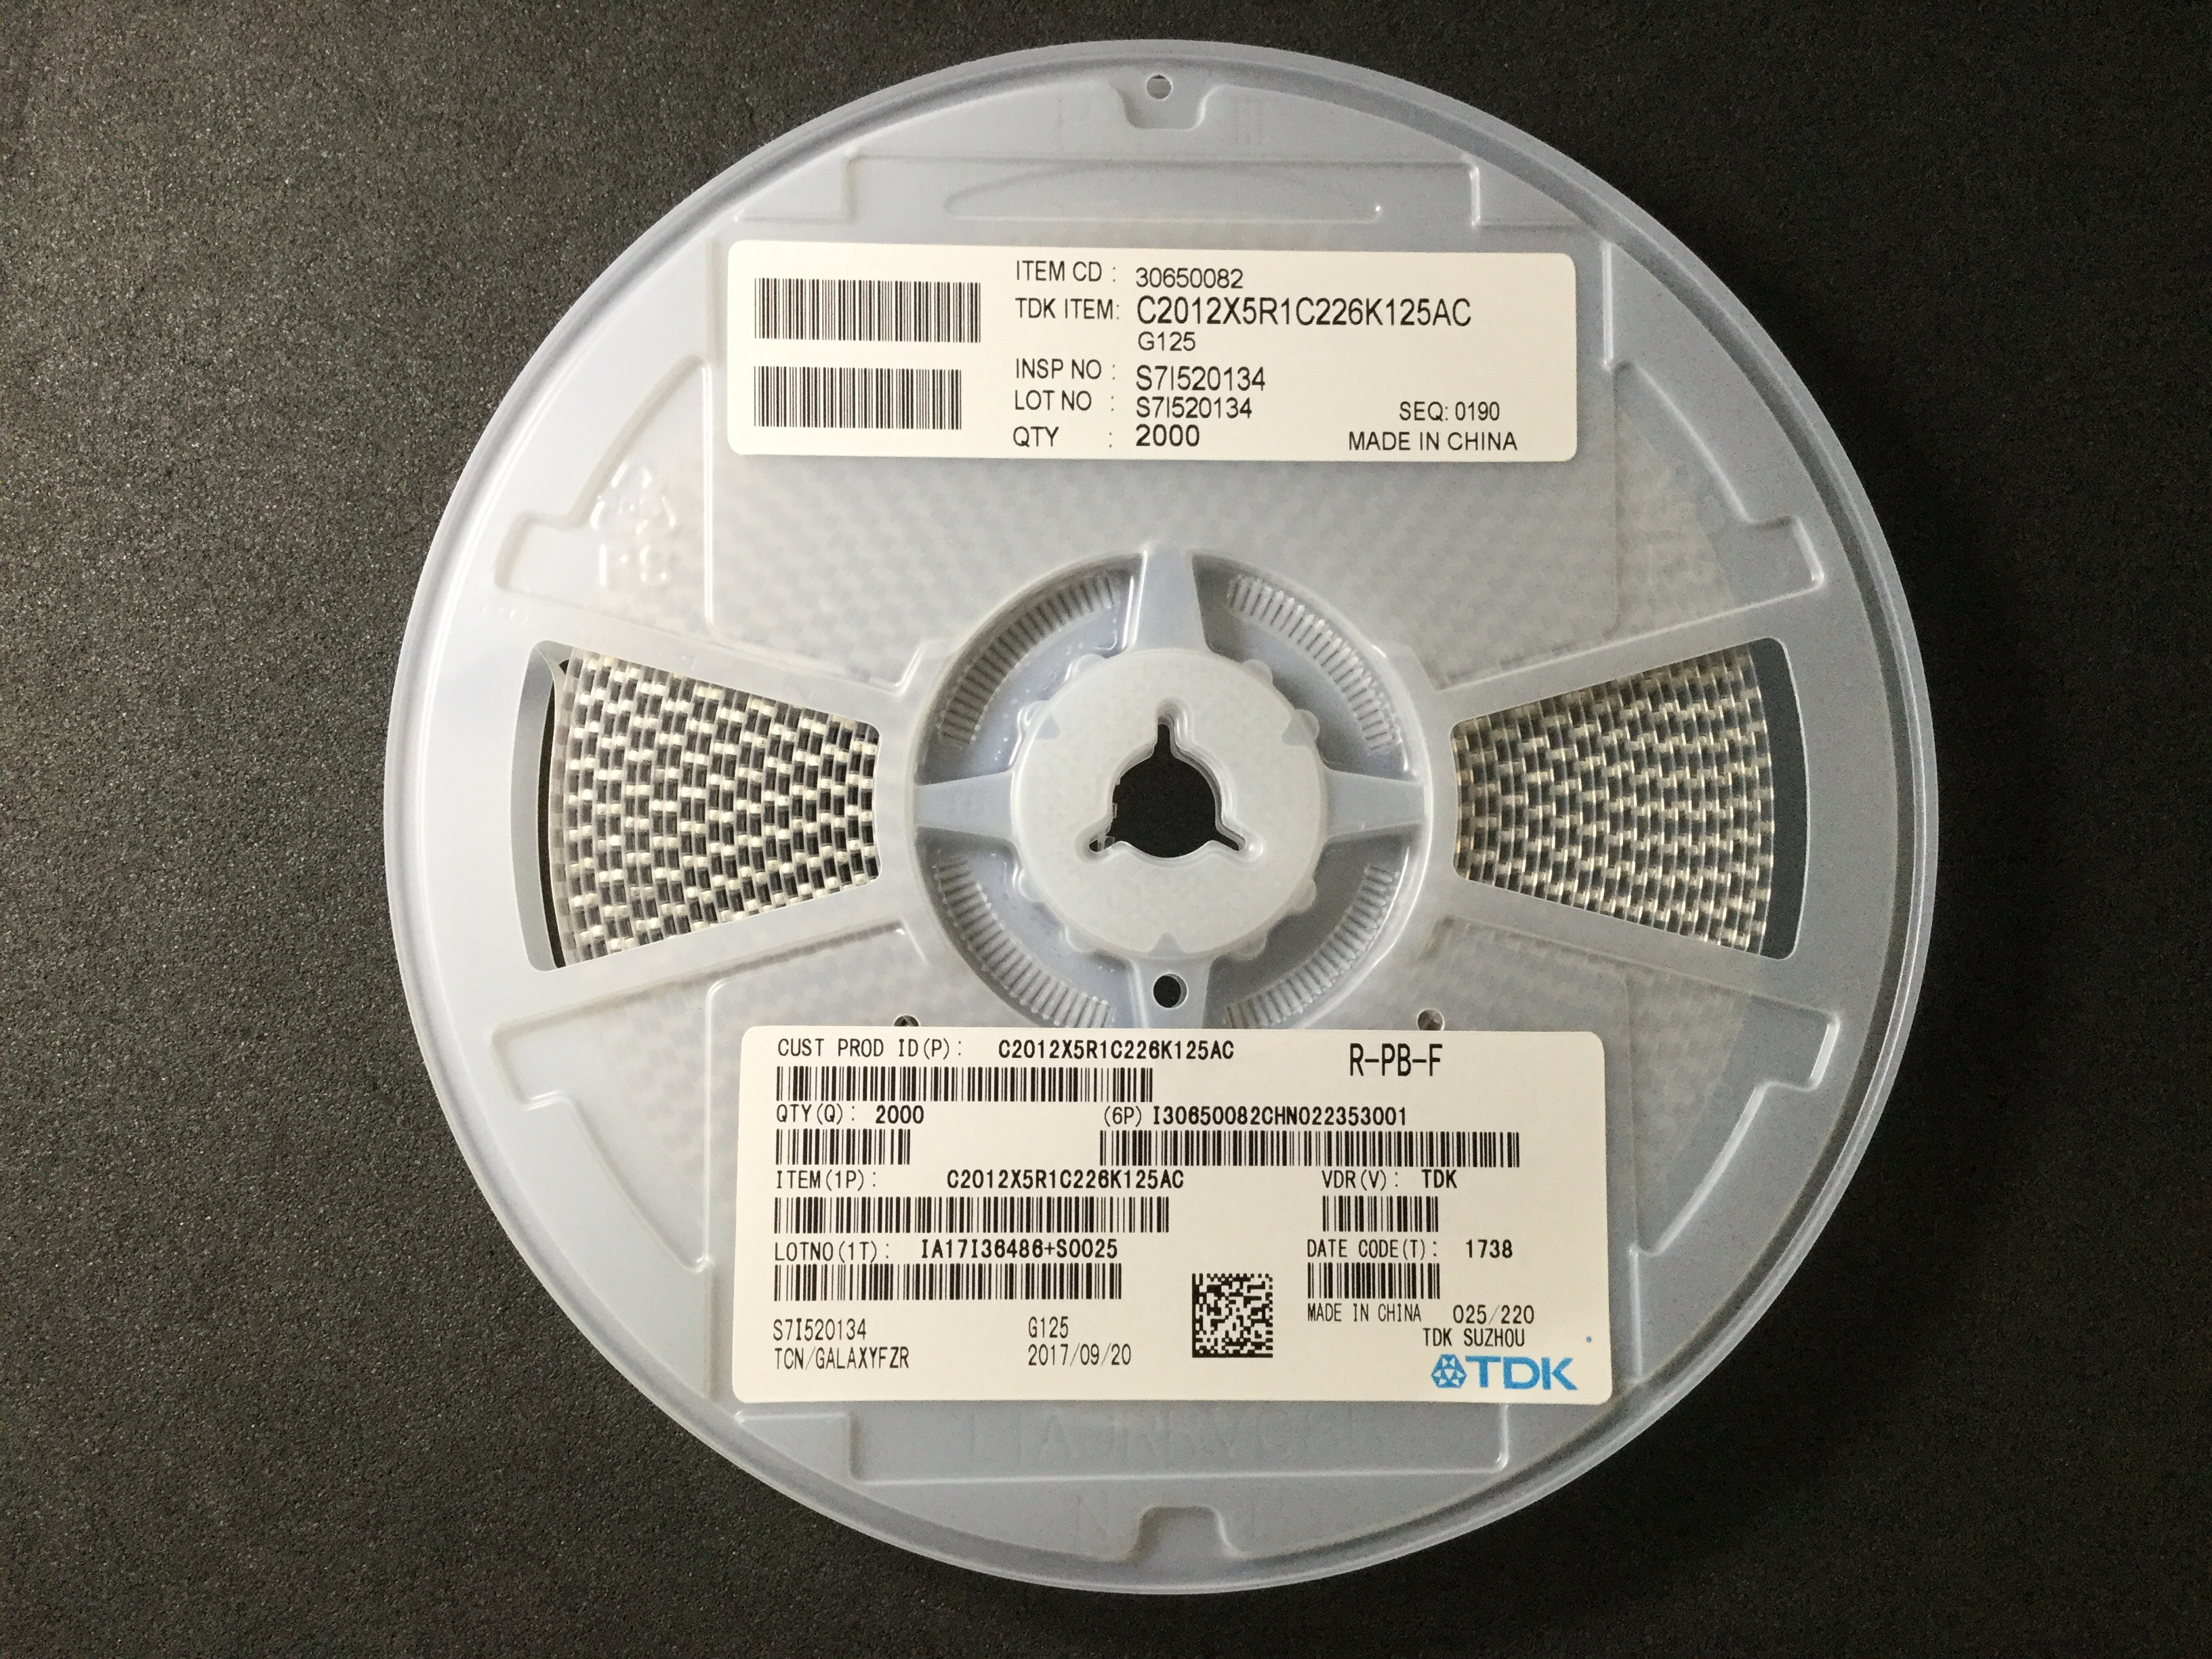 ITEM CD : 30650082
TDK ITEM: C2012X5R1C226K125AC
G125
INSP NO : S7I520134
LOT NO : S7I520134
SEQ: 0190
QTY : 2000
MADE IN CHINA
CUST PROD ID(P): C2012X5R1C226K125AC
R-PB-F
QTY(Q): 2000
(6P) I30650082CHN022353001
ITEM(1P): C2012X5R1C226K125AC
VDR(V): TDK
LOTNO(1T): IA17I36486+S0025
DATE CODE(T): 1738
MADE IN CHINA 025/220
S7I520134
G125
TDK SUZHOU
TCN/GALAXYFZR
2017/09/20
TDK